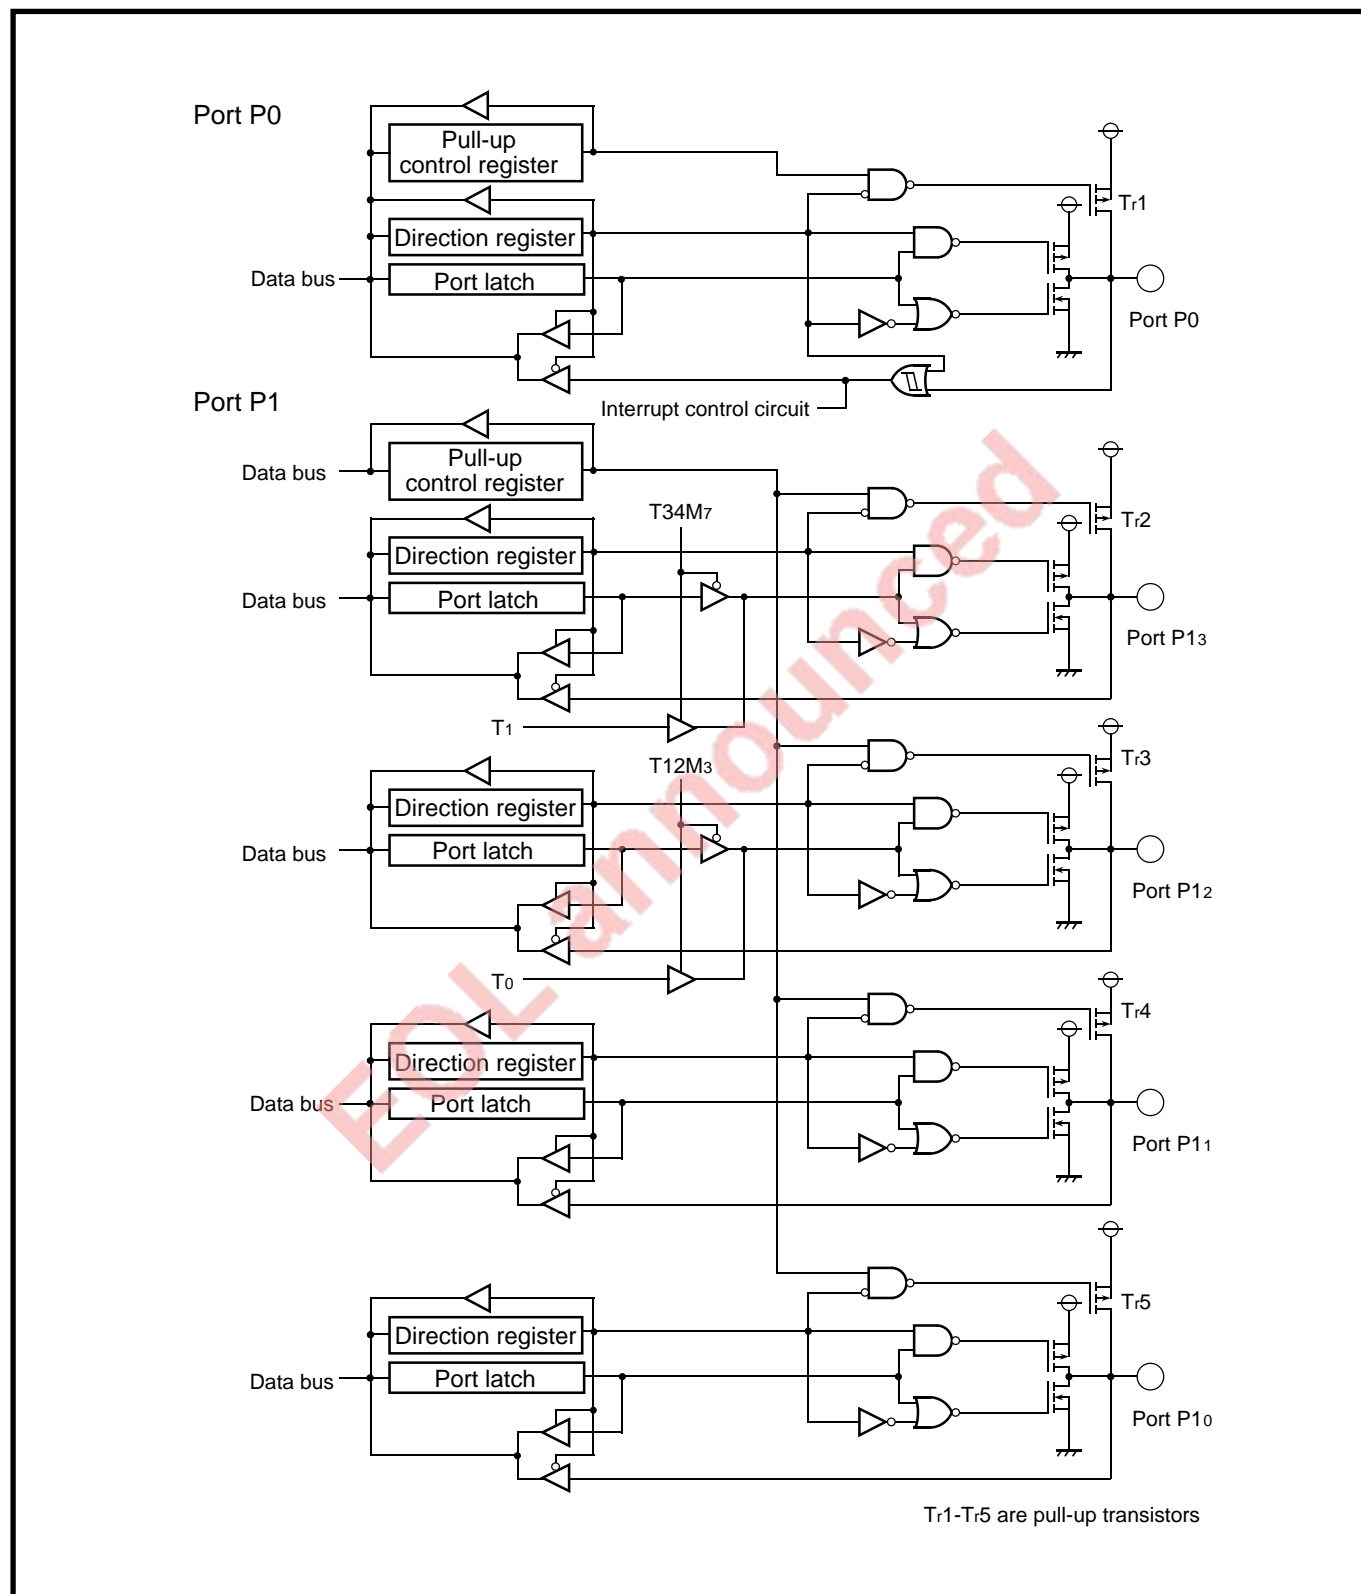 Port P0
Pull-up
control register
Tr1
Direction register
Data bus
Port latch
Port P0
Interrupt control circuit
Port P1
Data bus
Pull-up
control register
T34M7
Tr2
Direction register
Data bus
Port latch
Port P13
T1
T12M3
Tr3
Direction register
Data bus
Port latch
Port P12
T0
Tr4
Direction register
Data bus
Port latch
Port P11
Tr5
Direction register
Data bus
Port latch
Port P10
Tr1-Tr5 are pull-up transistors
EOL announced